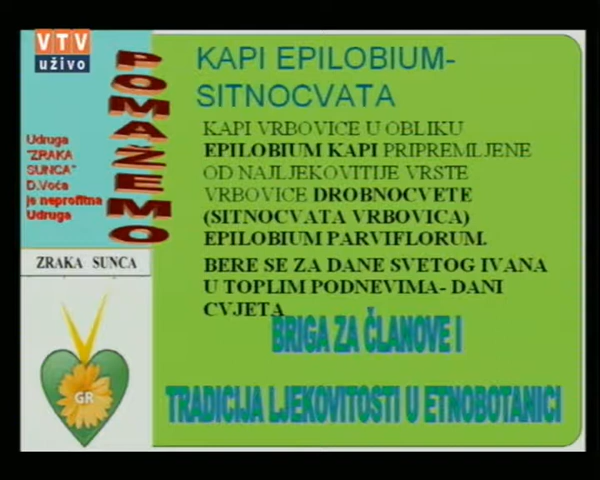 VTV
uživo
POMAŽEMO
Udruga
"ZRAKA
SUNCA"
D.Voća
je neprofitna
Udruga
ZRAKA SUNCA
GR
KAPI EPILOBIUM-
SITNOCVATA
KAPI VRBOVICE U OBLIKU
EPILOBIUM KAPI PRIPREMLJENE
OD NAJLJEKOVITIJE VRSTE
VRBOVICE DROBNOCVETE
(SITNOCVATA VRBOVICA)
EPILOBIUM PARVIFLORUM.
BERE SE ZA DANE SVETOG IVANA
U TOPLIM PODNEVIMA- DANI
CVJETA
BRIGA ZA ČLANOVE I
TRADICIJA LJEKOVITOSTI U ETNOBOTANICI